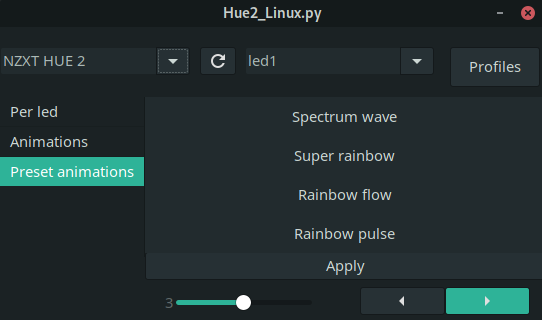 Hue2_Linux.py
NZXT HUE 2
led1
Profiles
Per led
Animations
Preset animations
Spectrum wave
Super rainbow
Rainbow flow
Rainbow pulse
Apply
3